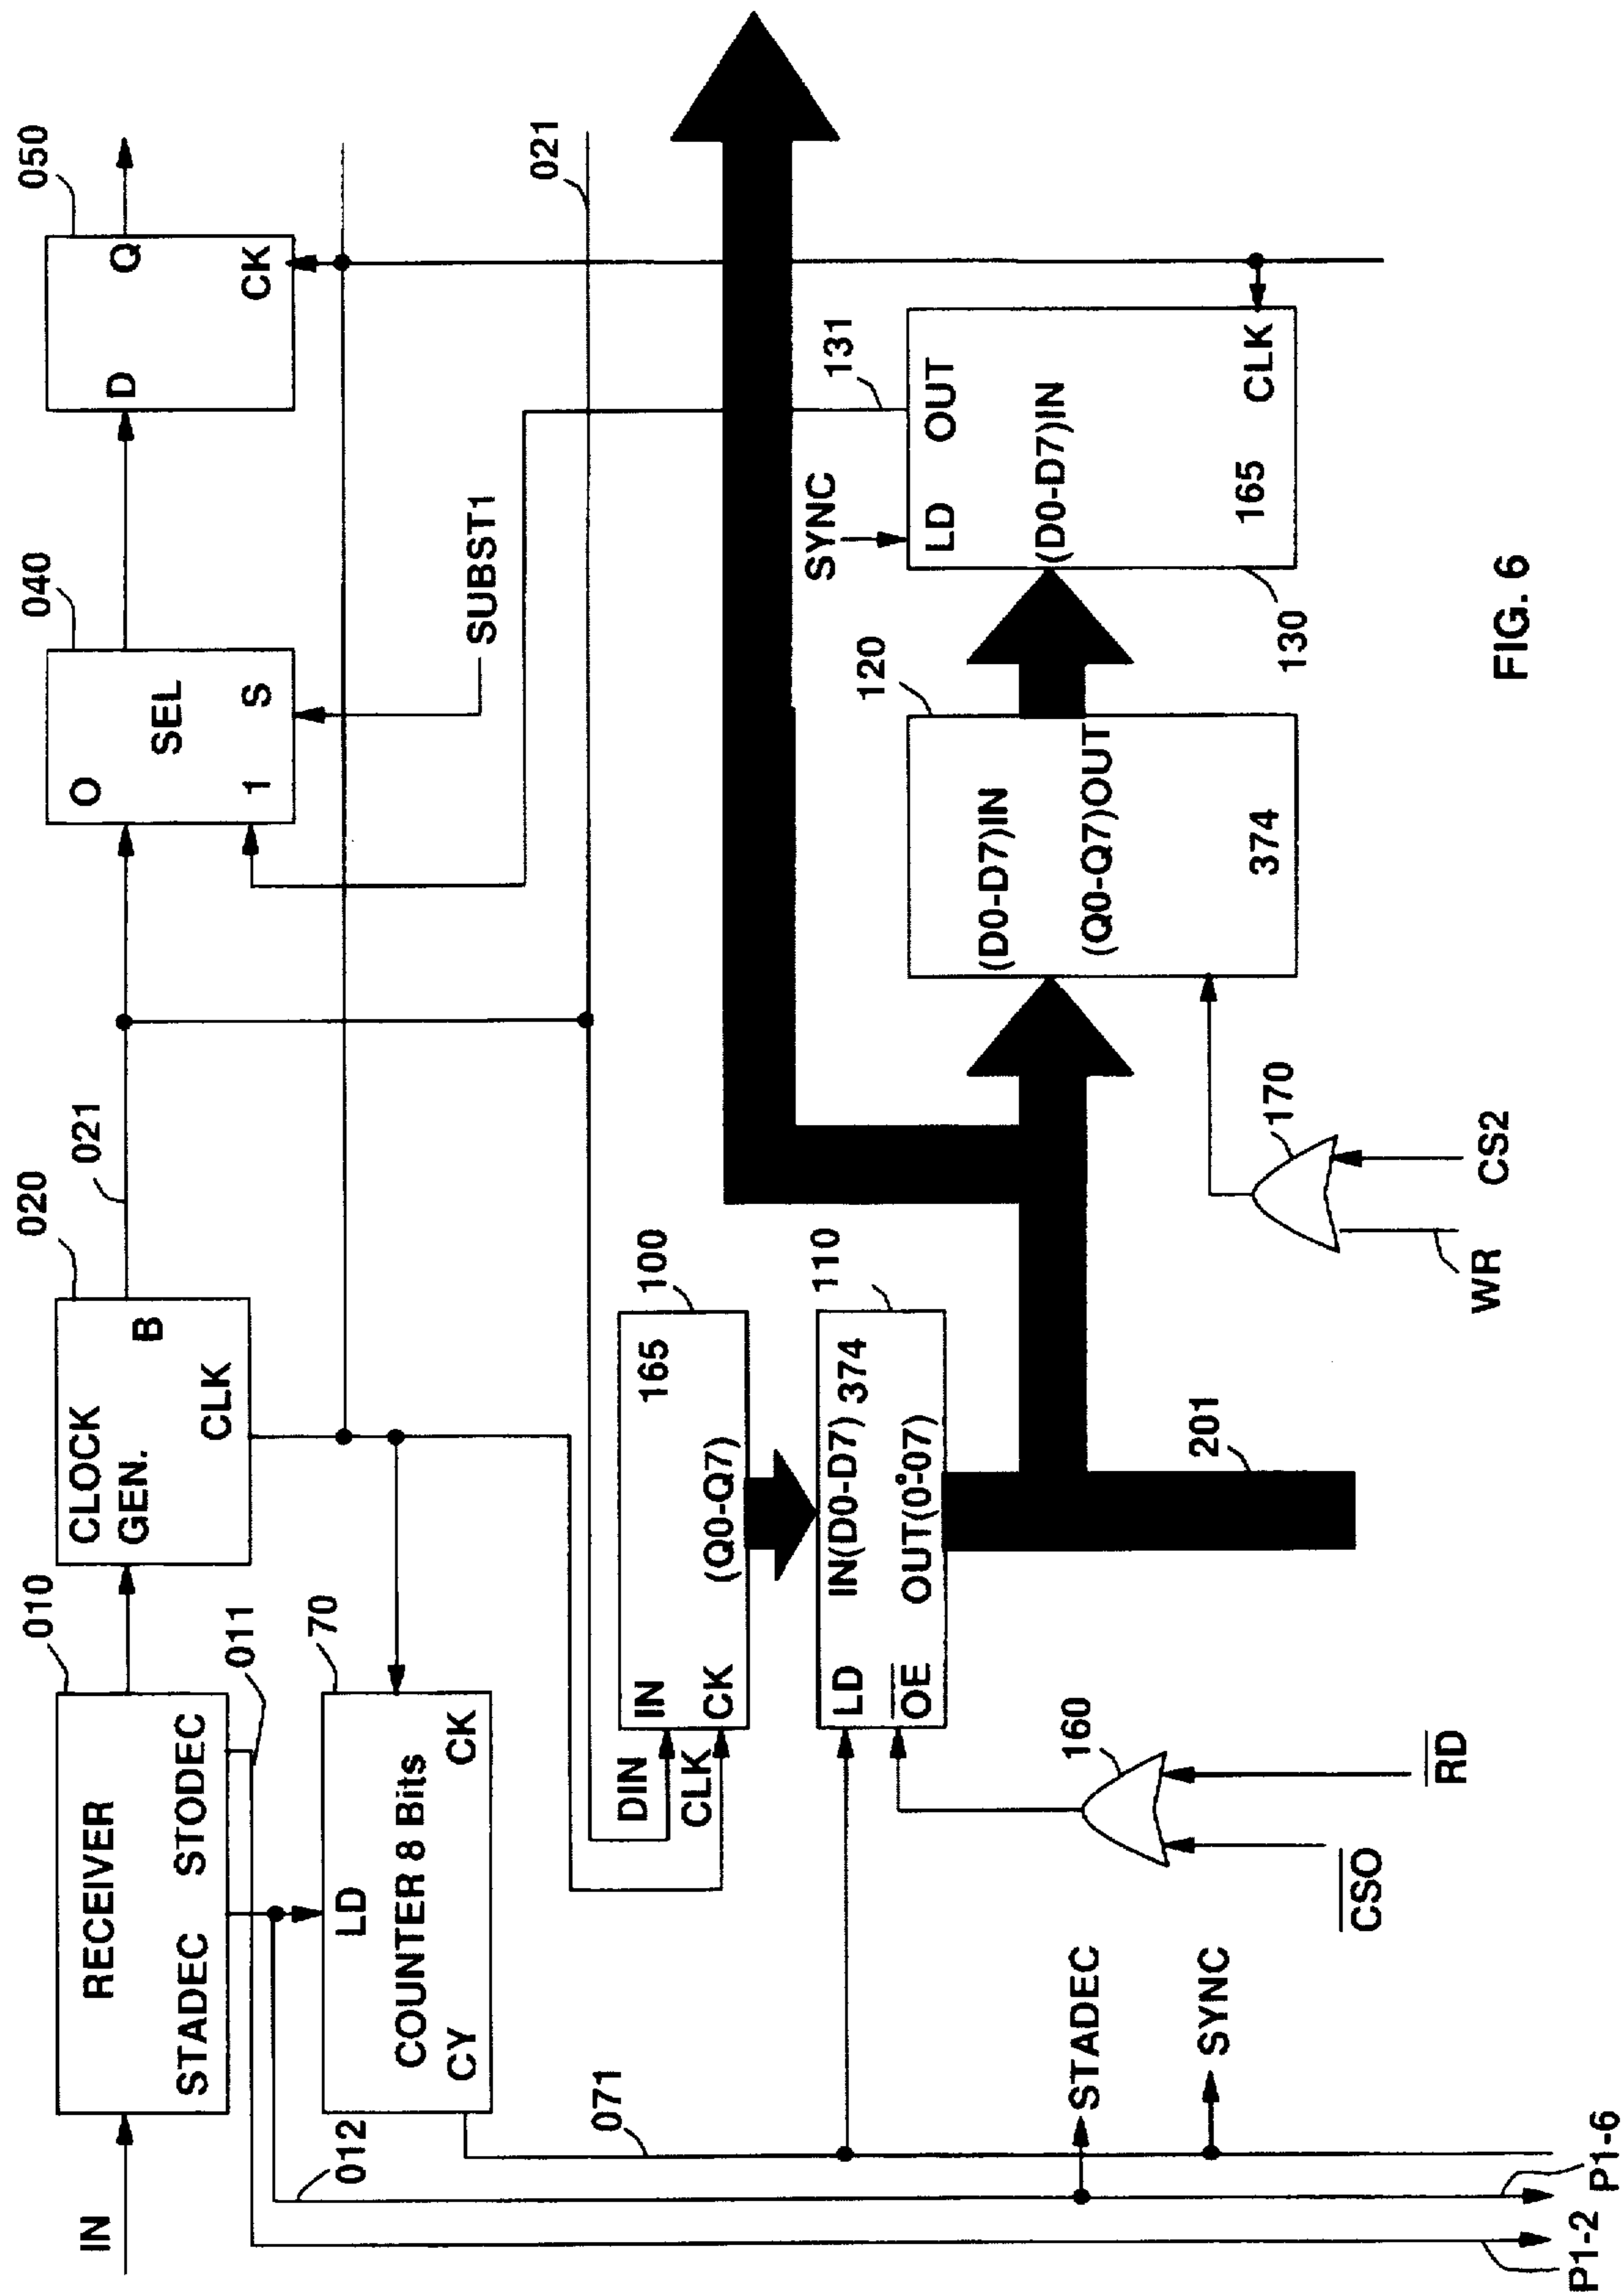 IN
RECEIVER
STADEC STODEC
010
011
012
CLOCK
GEN.
B
CLK
020
021
O
SEL
1 S
040
SUBST1
D Q
CK
050
021
LD
COUNTER 8 Bits
CY CK
70
071
DIN
CLK
IN
CK
165
(Q0-Q7)
100
LD IN(D0-D7) 374
OE OUT(0°-07)
110
160
CSO
RD
201
STADEC
SYNC
P1-2
P1-6
(D0-D7)IN
(Q0-Q7)OUT
374
120
170
WR
CS2
SYNC
131
LD OUT
(D0-D7)IN
165 CLK
130
FIG. 6